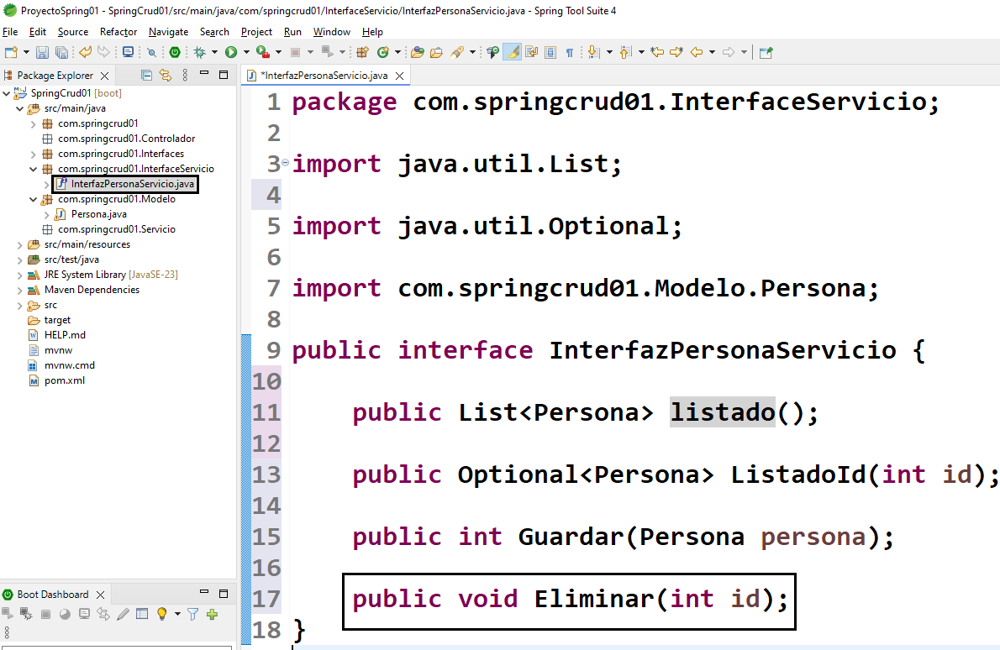 ProyectoSpring01 - SpringCrud01/src/main/java/com/springcrud01/InterfaceServicio/InterfazPersonaServicio.java - Spring Tool Suite 4
File Edit Source Refactor Navigate Search Project Run Window Help
Package Explorer
SpringCrud01 [boot]
src/main/java
com.springcrud01
com.springcrud01.Controlador
com.springcrud01.Interfaces
com.springcrud01.InterfaceServicio
InterfazPersonaServicio.java
com.springcrud01.Modelo
Persona.java
com.springcrud01.Servicio
src/main/resources
src/test/java
JRE System Library [JavaSE-23]
Maven Dependencies
src
target
HELP.md
mvnw
mvnw.cmd
pom.xml
Boot Dashboard
*InterfazPersonaServicio.java
1 package com.springcrud01.InterfaceServicio;
2
3 import java.util.List;
4
5 import java.util.Optional;
6
7 import com.springcrud01.Modelo.Persona;
8
9 public interface InterfazPersonaServicio {
10
11 public List<Persona> listado();
12
13 public Optional<Persona> ListadoId(int id);
14
15 public int Guardar(Persona persona);
16
17 public void Eliminar(int id);
18 }